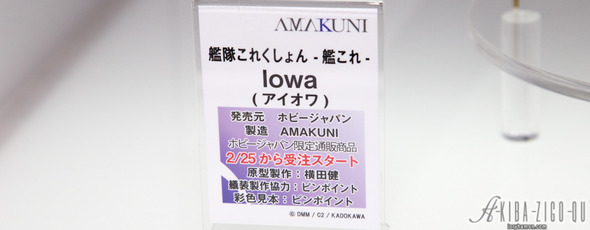 AMAKUNI
艦隊これくしょん - 艦これ -
Iowa
(アイオワ)
発売元　ホビージャパン
製造　AMAKUNI
ホビージャパン限定通販商品
2/25から受注スタート
原型製作：横田健
艤装製作協力：ピンポイント
彩色見本：ピンポイント
© DMM / C2 / KADOKAWA
AKIBA-ZIGO-QU